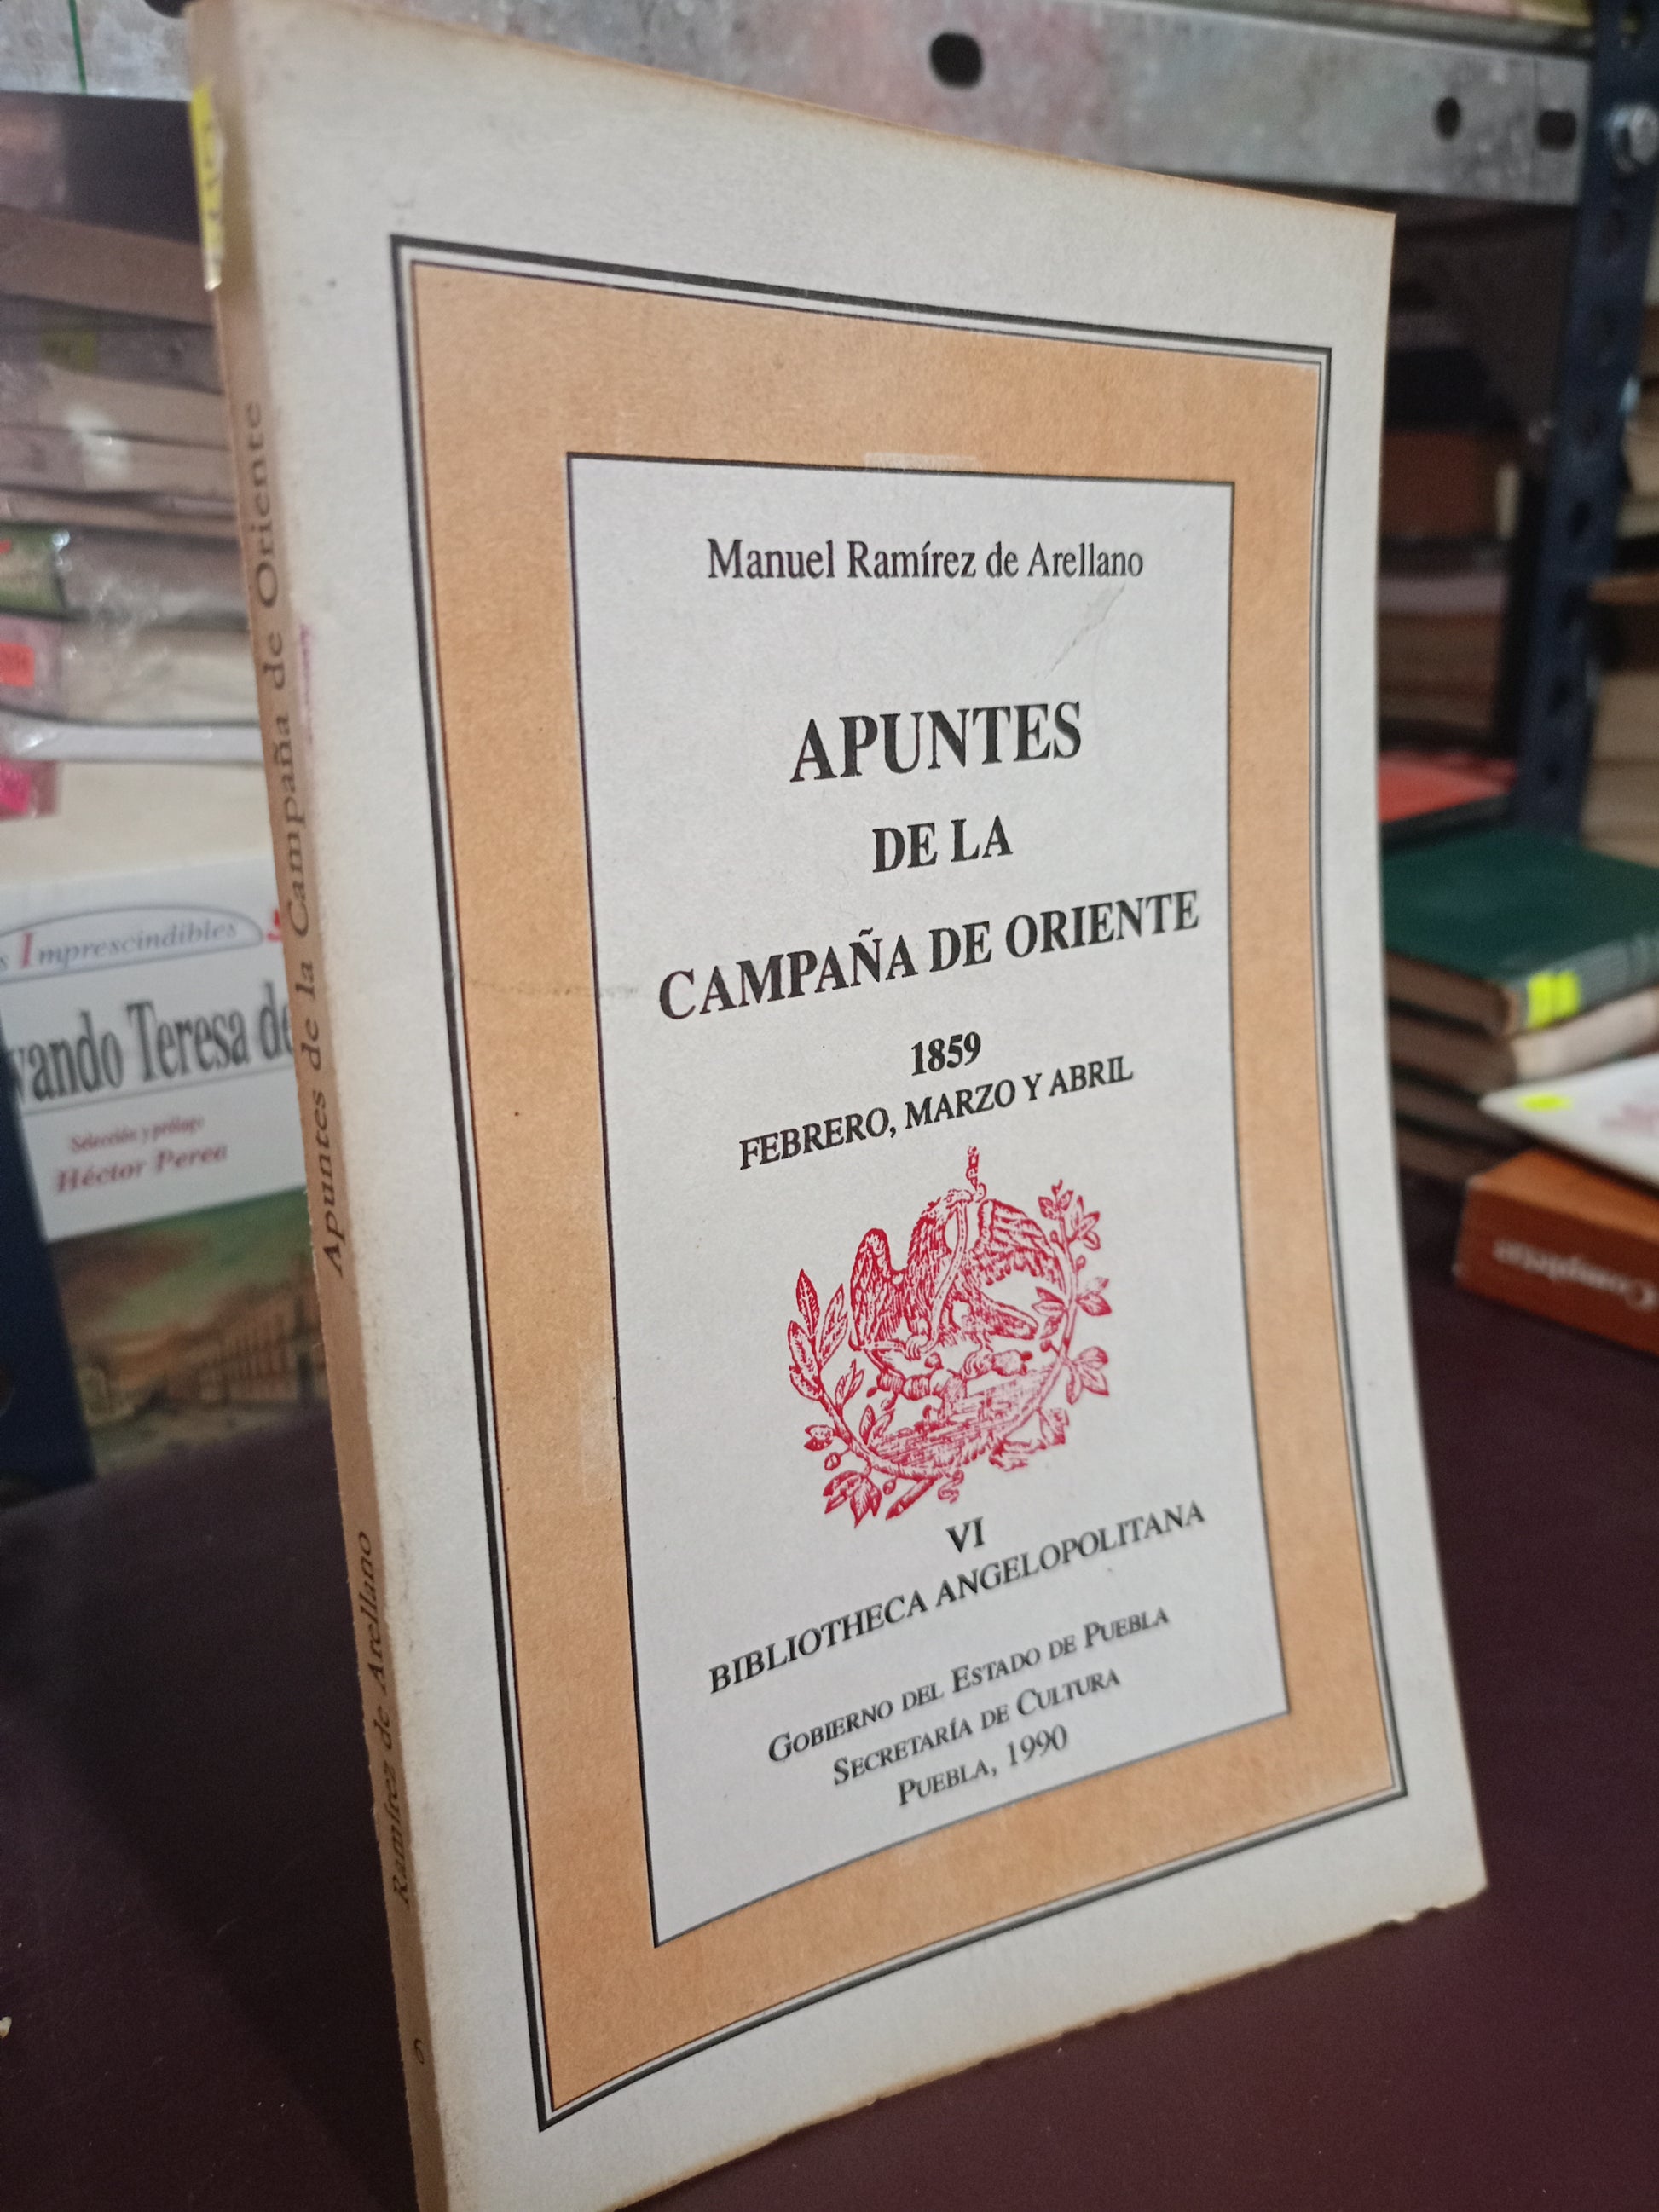 Manuel Ramírez de Arellano
APUNTES
DE LA
CAMPAÑA DE ORIENTE
1859
FEBRERO, MARZO Y ABRIL
VI
BIBLIOTHECA ANGELOPOLITANA
GOBIERNO DEL ESTADO DE PUEBLA
SECRETARÍA DE CULTURA
PUEBLA, 1990
Apuntes de la Campaña de Oriente
Ramírez de Arellano
6
Imprescindibles
Teresa de
Selección y prólogo
Héctor Perea
Completas